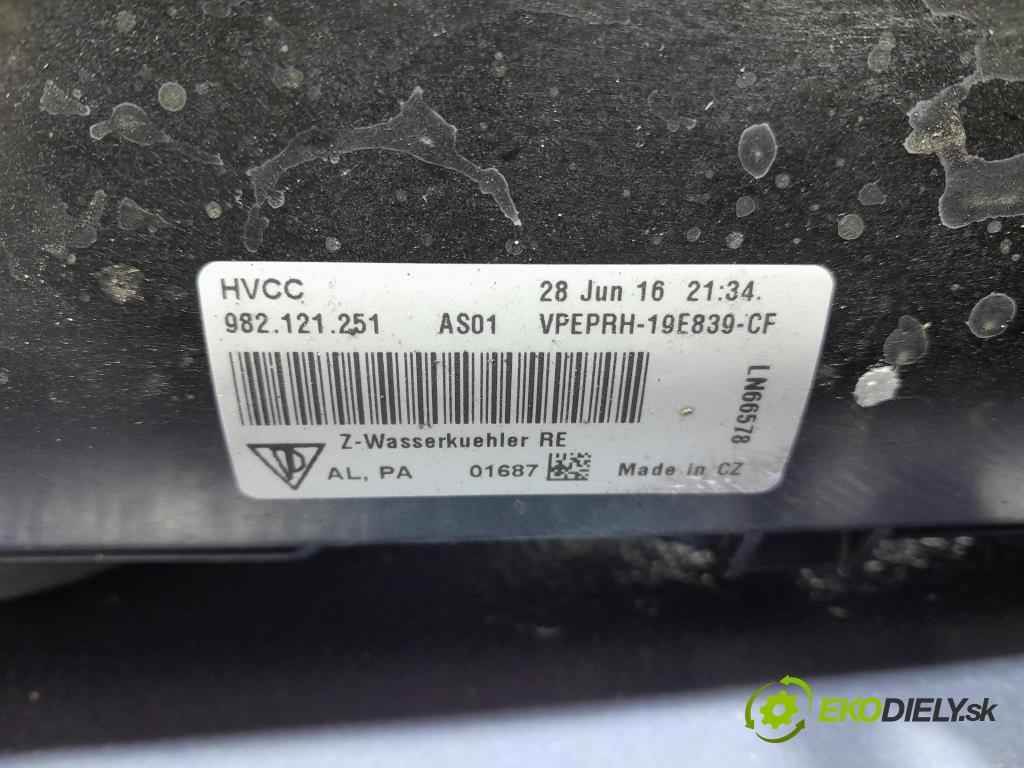 HVCC 28 Jun 16 21:34.
982.121.251 AS01 VPEPRH-19E839-CF
LN66578
Z-Wasserkuehler RE
AL, PA 01687 Made in CZ
EKODIELY.sk